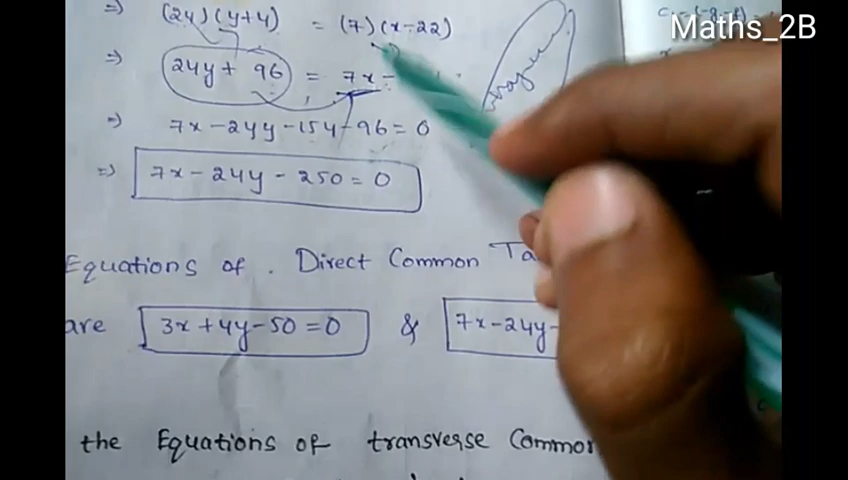 Maths_2B
=> (24)(y+4) = (7)(x-22)
=> 24y + 96 = 7x -
=> 7x - 24y - 154 - 96 = 0
=> 7x - 24y - 250 = 0
Equations of . Direct Common Ta
are 3x + 4y - 50 = 0 & 7x - 24y -
the Equations of transverse Common